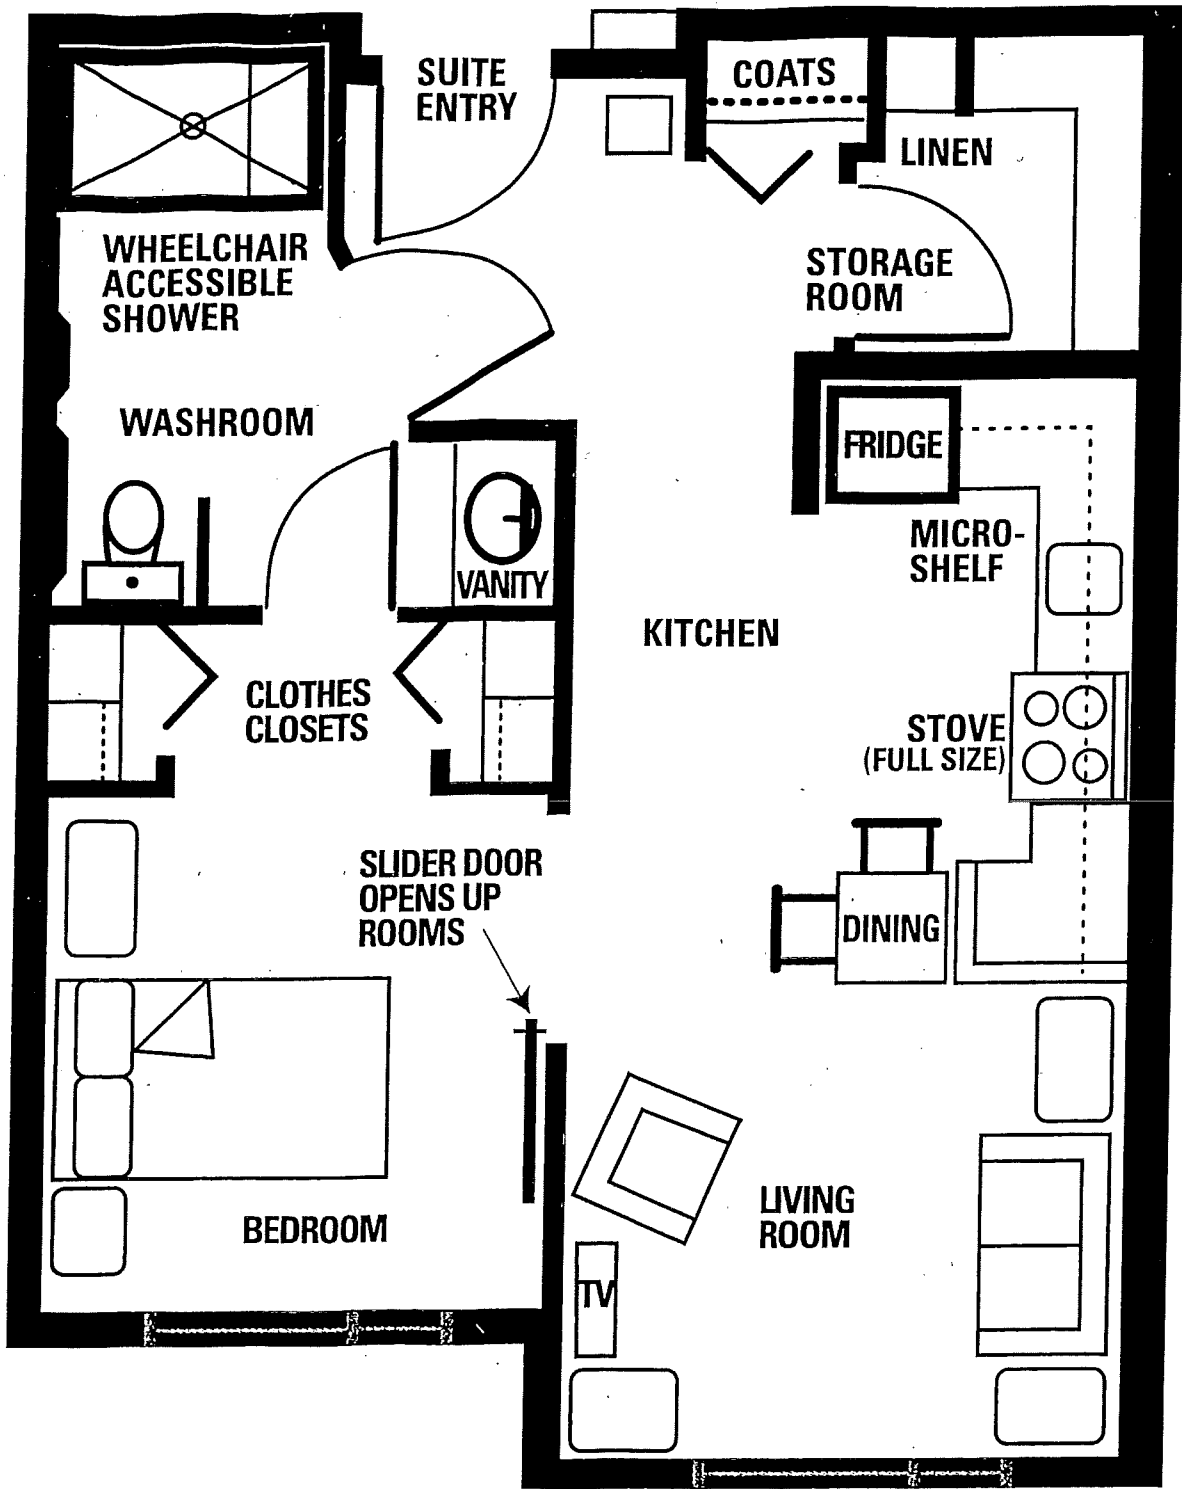 SUITE
ENTRY
COATS
LINEN
WHEELCHAIR
ACCESSIBLE
SHOWER
STORAGE
ROOM
WASHROOM
FRIDGE
MICRO-
SHELF
VANITY
KITCHEN
CLOTHES
CLOSETS
STOVE
(FULL SIZE)
SLIDER DOOR
OPENS UP
ROOMS
DINING
LIVING
ROOM
BEDROOM
TV